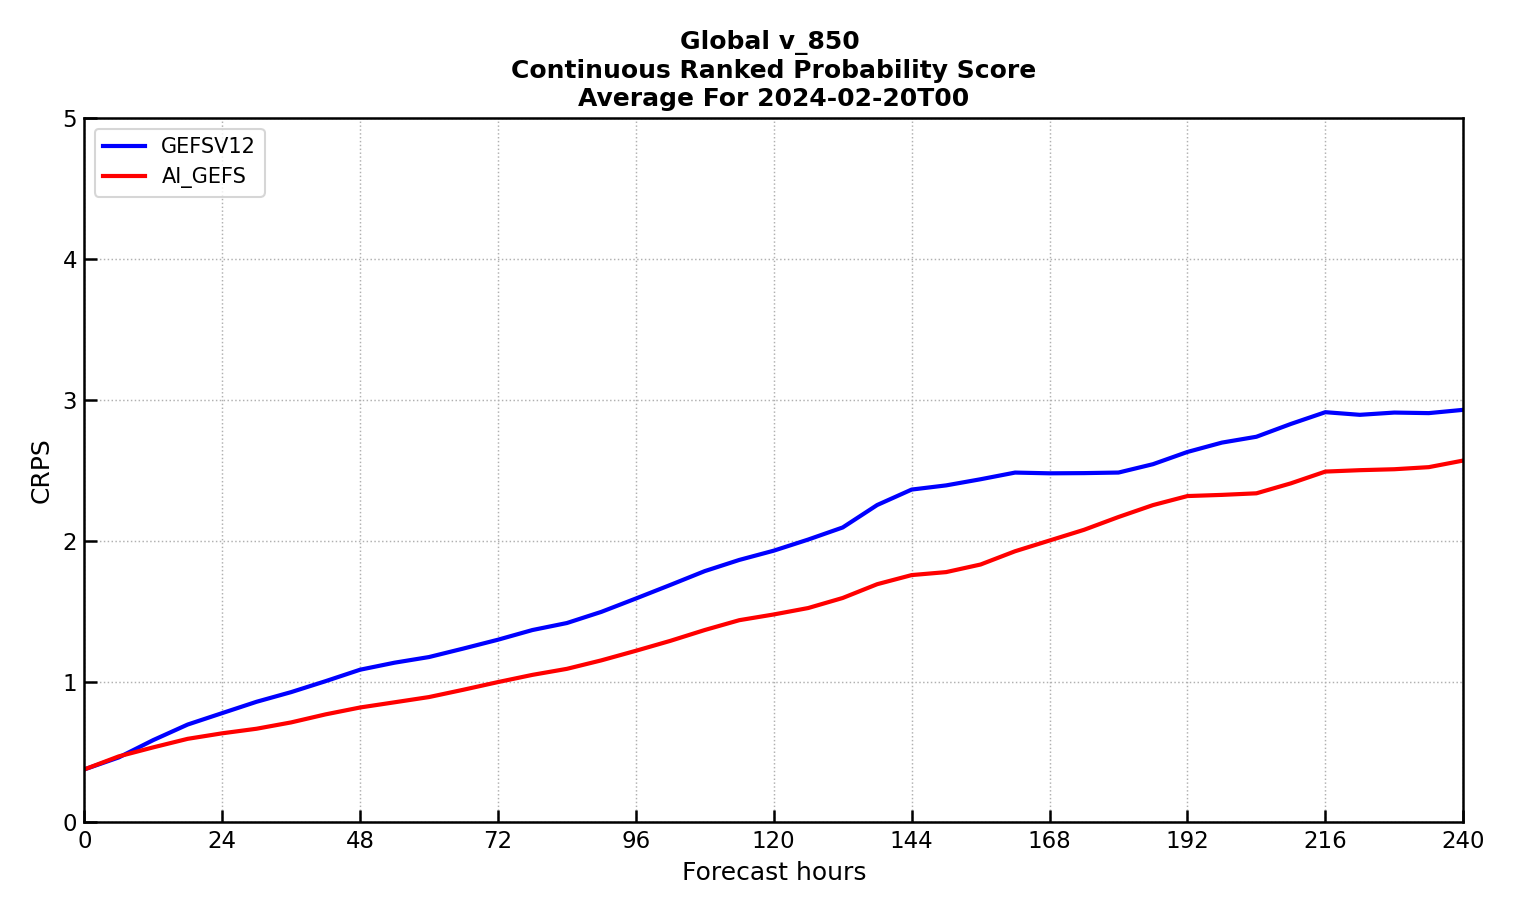 Global v_850
Continuous Ranked Probability Score
Average For 2024-02-20T00
GEFSV12
AI_GEFS
CRPS
5
4
3
2
1
0
0 24 48 72 96 120 144 168 192 216 240
Forecast hours